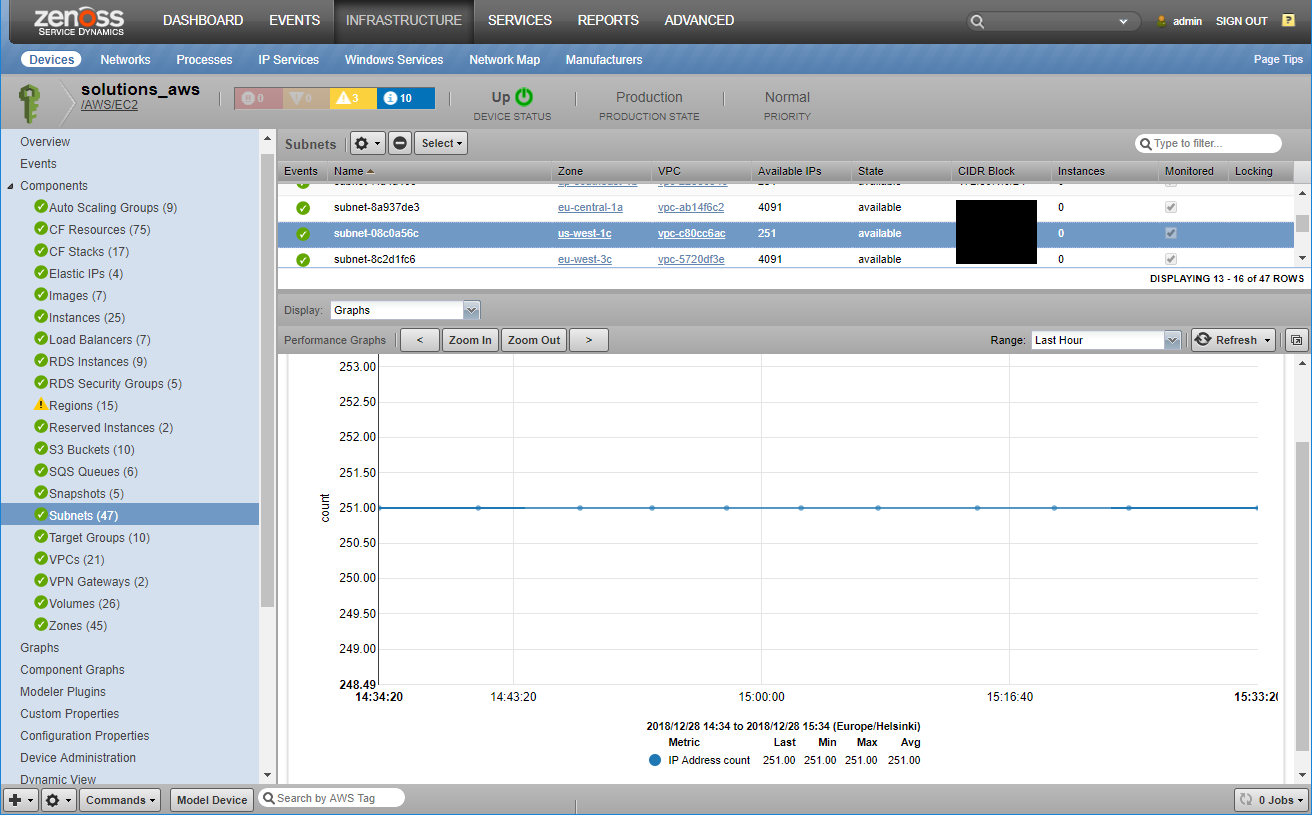 zenoss
SERVICE DYNAMICS
DASHBOARD EVENTS INFRASTRUCTURE SERVICES REPORTS ADVANCED admin SIGN OUT ?
Devices Networks Processes IP Services Windows Services Network Map Manufacturers Page Tips
solutions_aws
/AWS/EC2
0 0 3 10
Up
DEVICE STATUS
Production
PRODUCTION STATE
Normal
PRIORITY
Overview
Events
Components
Auto Scaling Groups (9)
CF Resources (75)
CF Stacks (17)
Elastic IPs (4)
Images (7)
Instances (25)
Load Balancers (7)
RDS Instances (9)
RDS Security Groups (5)
Regions (15)
Reserved Instances (2)
S3 Buckets (10)
SQS Queues (6)
Snapshots (5)
Subnets (47)
Target Groups (10)
VPCs (21)
VPN Gateways (2)
Volumes (26)
Zones (45)
Graphs
Component Graphs
Modeler Plugins
Custom Properties
Configuration Properties
Device Administration
Dynamic View
Subnets Select Type to filter...
Events Name Zone VPC Available IPs State CIDR Block Instances Monitored Locking
subnet-8a937de3 eu-central-1a vpc-ab14f6c2 4091 available 0
subnet-08c0a56c us-west-1c vpc-c80cc6ac 251 available 0
subnet-8c2d1fc6 eu-west-3c vpc-5720df3e 4091 available 0
DISPLAYING 13 - 16 of 47 ROWS
Display: Graphs
Performance Graphs < Zoom In Zoom Out > Range: Last Hour Refresh
253.00
252.50
252.00
251.50
251.00
250.50
250.00
249.50
249.00
248.49
count
14:34:20 14:43:20 15:00:00 15:16:40 15:33:20
2018/12/28 14:34 to 2018/12/28 15:34 (Europe/Helsinki)
Metric Last Min Max Avg
IP Address count 251.00 251.00 251.00 251.00
Commands Model Device Search by AWS Tag 0 Jobs